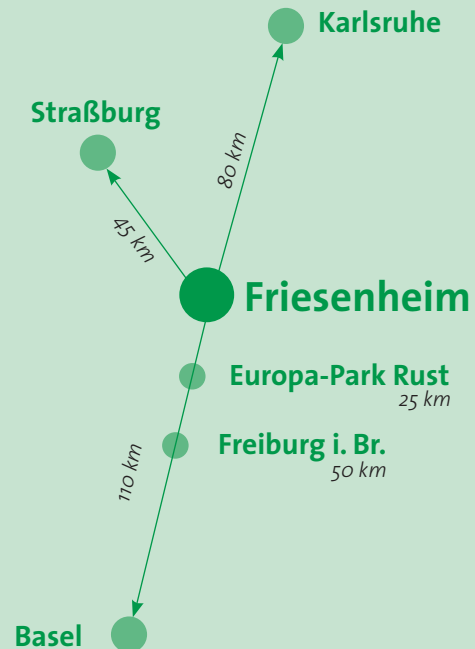 Karlsruhe
Straßburg
80 km
45 km
Friesenheim
Europa-Park Rust
25 km
Freiburg i. Br.
50 km
110 km
Basel